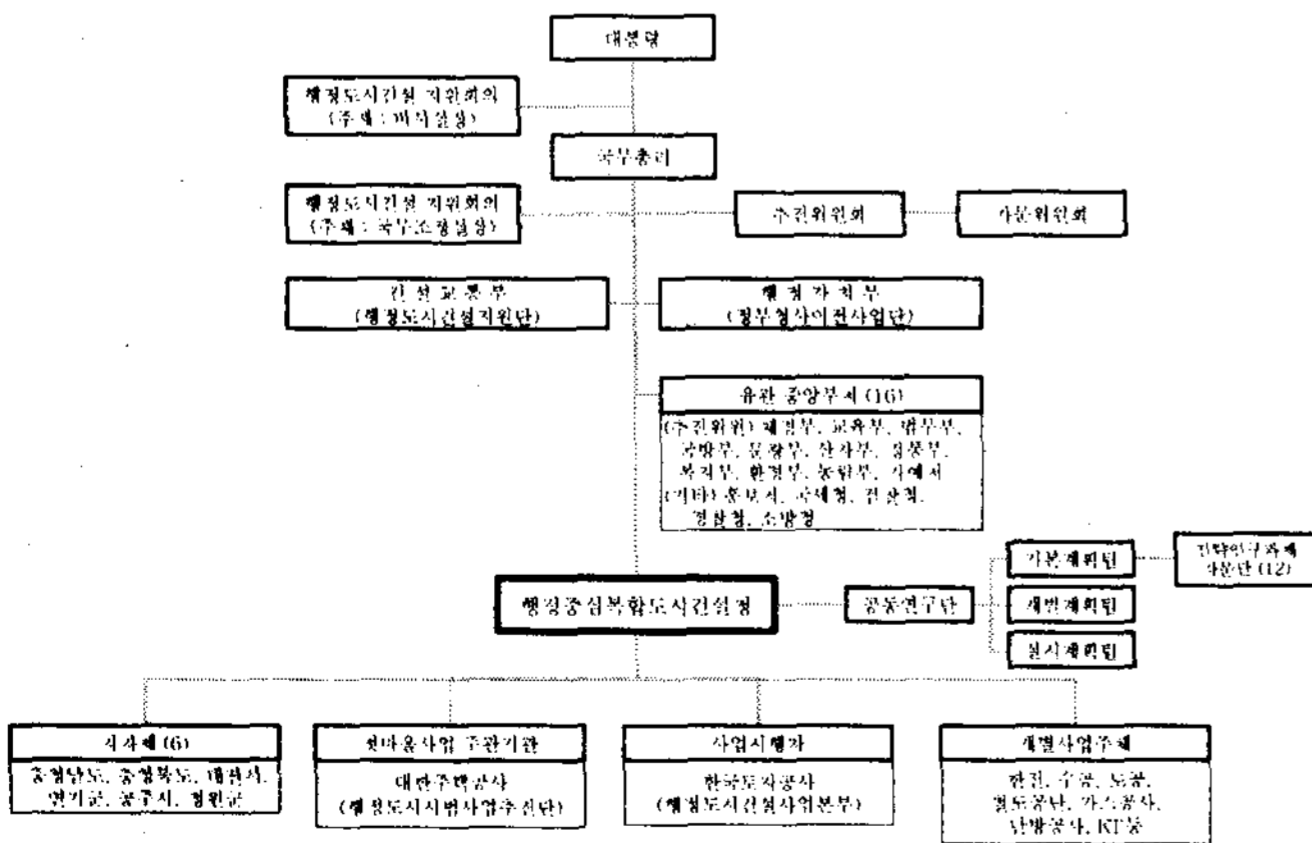 대통령
행정도시건설 지원회의
(주재 : 비서실장)
국무총리
행정도시건설 지원회의
(주재 : 국무조정실장)
추진위원회
자문위원회
건설교통부
(행정도시건설지원단)
행정자치부
(정부청사이전사업단)
유관 중앙부처 (16)
(추진위원) 재경부, 교육부, 법무부,
국방부, 문광부, 산자부, 정통부,
복지부, 환경부, 농림부, 기예처
(기타) 홍보처, 국세청, 검찰청,
경찰청, 소방청
기본계획팀
전략연구과제
자문단 (12)
행정중심복합도시건설청
공동연구단
개발계획팀
실시계획팀
지자체 (6)
충청남도, 충청북도, 대전시,
연기군, 공주시, 청원군
첫마을사업 주관기관
대한주택공사
(행정도시시범사업추진단)
사업시행자
한국토지공사
(행정도시건설사업본부)
개별사업주체
한전, 수공, 도공,
철도공단, 가스공사,
난방공사, KT등